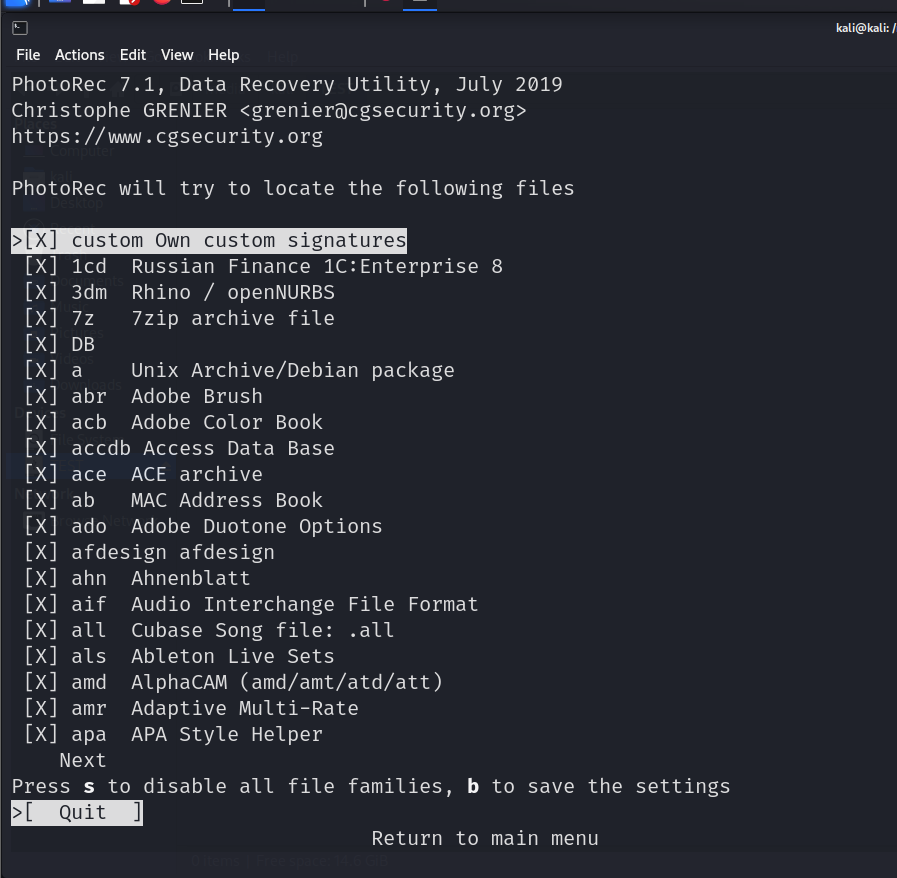 kali@kali: /
File Actions Edit View Help
PhotoRec 7.1, Data Recovery Utility, July 2019
Christophe GRENIER <grenier@cgsecurity.org>
https://www.cgsecurity.org
PhotoRec will try to locate the following files
>[X] custom Own custom signatures
[X] 1cd Russian Finance 1C:Enterprise 8
[X] 3dm Rhino / openNURBS
[X] 7z 7zip archive file
[X] DB
[X] a Unix Archive/Debian package
[X] abr Adobe Brush
[X] acb Adobe Color Book
[X] accdb Access Data Base
[X] ace ACE archive
[X] ab MAC Address Book
[X] ado Adobe Duotone Options
[X] afdesign afdesign
[X] ahn Ahnenblatt
[X] aif Audio Interchange File Format
[X] all Cubase Song file: .all
[X] als Ableton Live Sets
[X] amd AlphaCAM (amd/amt/atd/att)
[X] amr Adaptive Multi-Rate
[X] apa APA Style Helper
Next
Press s to disable all file families, b to save the settings
>[ Quit ]
Return to main menu